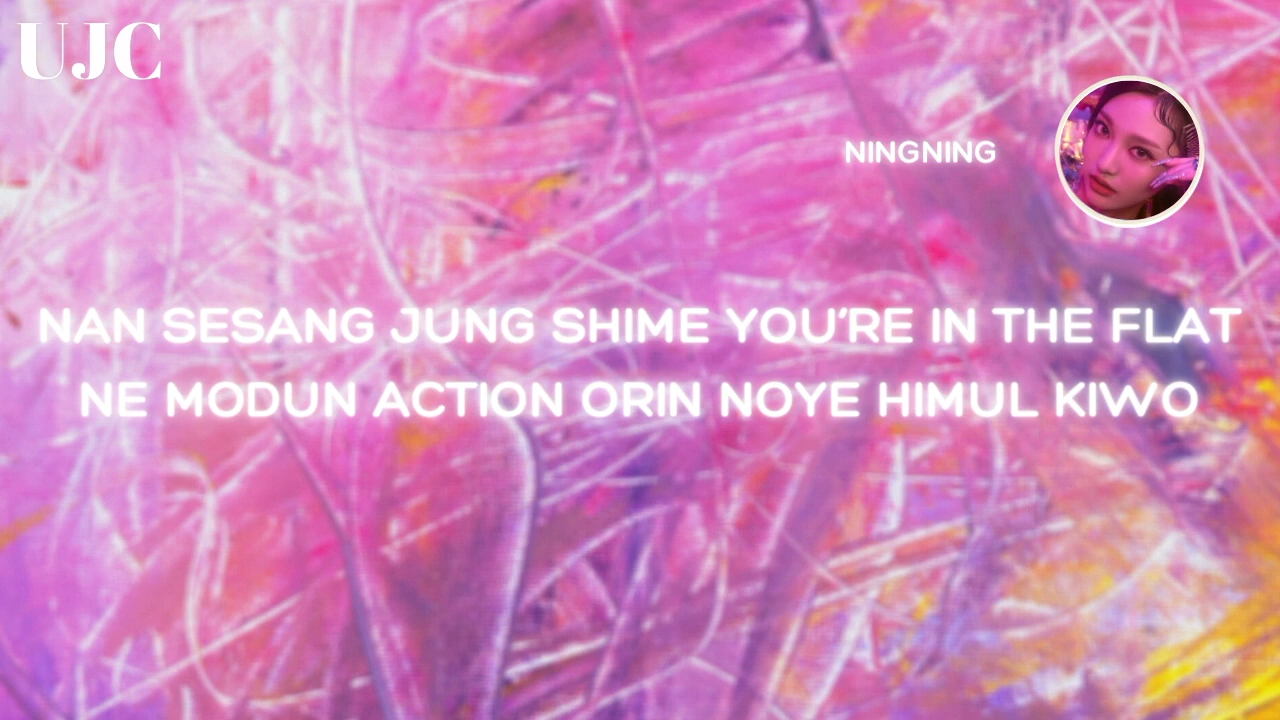 UJC
NINGNING
NAN SESANG JUNG SHIME YOU'RE IN THE FLAT
NE MODUN ACTION ORIN NOYE HIMUL KIWO